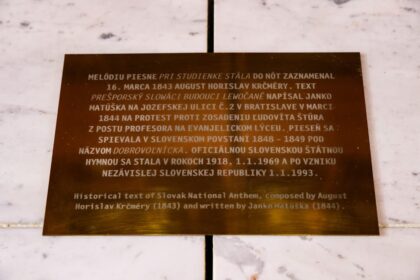 MELÓDIU PIESNE PRI STUDIENKE STÁLA DO NÔT ZAZNAMENAL
16. MARCA 1843 AUGUST HORISLAV KRČMÉRY. TEXT
PREŠPORSKÝ SLOWÁCI BUDOUCÍ LEWOČANÉ NAPÍSAL JANKO
MATÚŠKA NA JOZEFSKEJ ULICI Č.2 V BRATISLAVE V MARCI
1844 NA PROTEST PROTI ZOSADENIU ĽUDOVÍTA ŠTÚRA
Z POSTU PROFESORA NA EVANJELICKOM LÝCEU. PIESEŇ SA
SPIEVALA V SLOVENSKOM POVSTANÍ 1848 - 1849 POD
NÁZVOM DOBROVOLNÍCKA. OFICIÁLNOU SLOVENSKOU ŠTÁTNOU
HYMNOU SA STALA V ROKOCH 1918, 1.1.1969 A PO VZNIKU
NEZÁVISLEJ SLOVENSKEJ REPUBLIKY 1.1.1993.
Historical text of Slovak National Anthem, composed by August
Horislav Krčméry (1843) and written by Janko Matúška (1844).